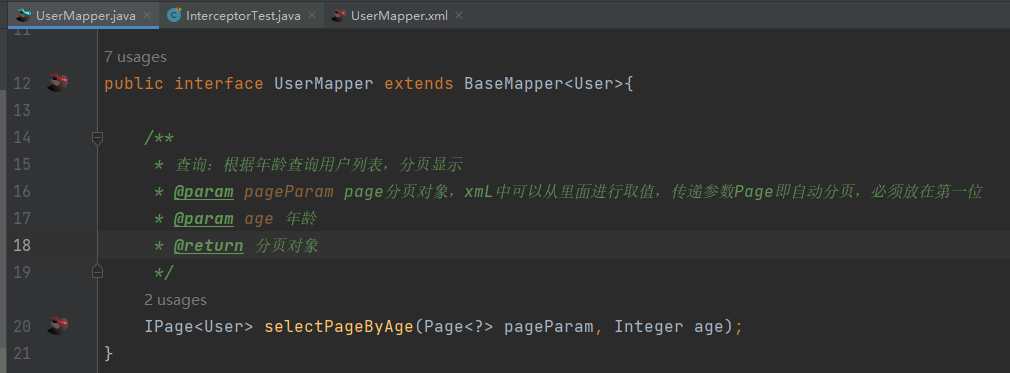 UserMapper.java
InterceptorTest.java
UserMapper.xml
11
7 usages
12 public interface UserMapper extends BaseMapper<User>{
13
14 /**
15 * 查询：根据年龄查询用户列表，分页显示
16 * @param pageParam page分页对象，xml中可以从里面进行取值，传递参数Page即自动分页，必须放在第一位
17 * @param age 年龄
18 * @return 分页对象
19 */
2 usages
20 IPage<User> selectPageByAge(Page<?> pageParam, Integer age);
21 }